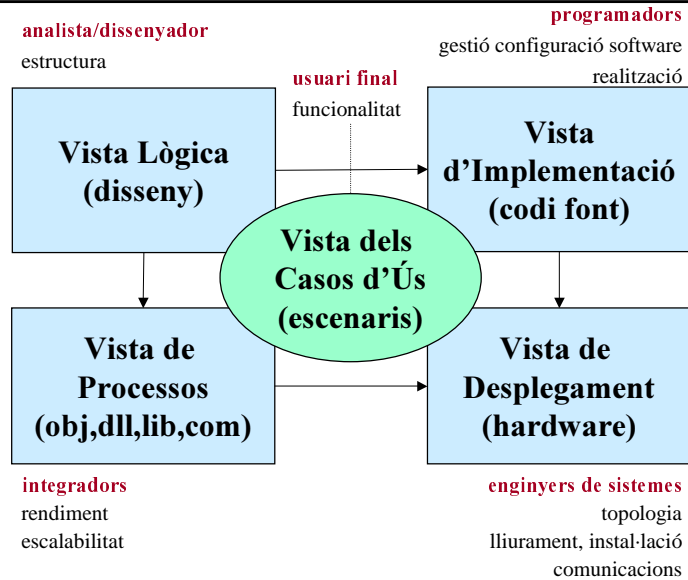 analista/dissenyador
estructura
usuari final
funcionalitat
programadors
gestió configuració software
realització
Vista Lògica
(disseny)
Vista
d’Implementació
(codi font)
Vista dels
Casos d’Ús
(escenaris)
Vista de
Processos
(obj,dll,lib,com)
Vista de
Desplegament
(hardware)
integradors
rendiment
escalabilitat
enginyers de sistemes
topologia
lliurament, instal·lació
comunicacions